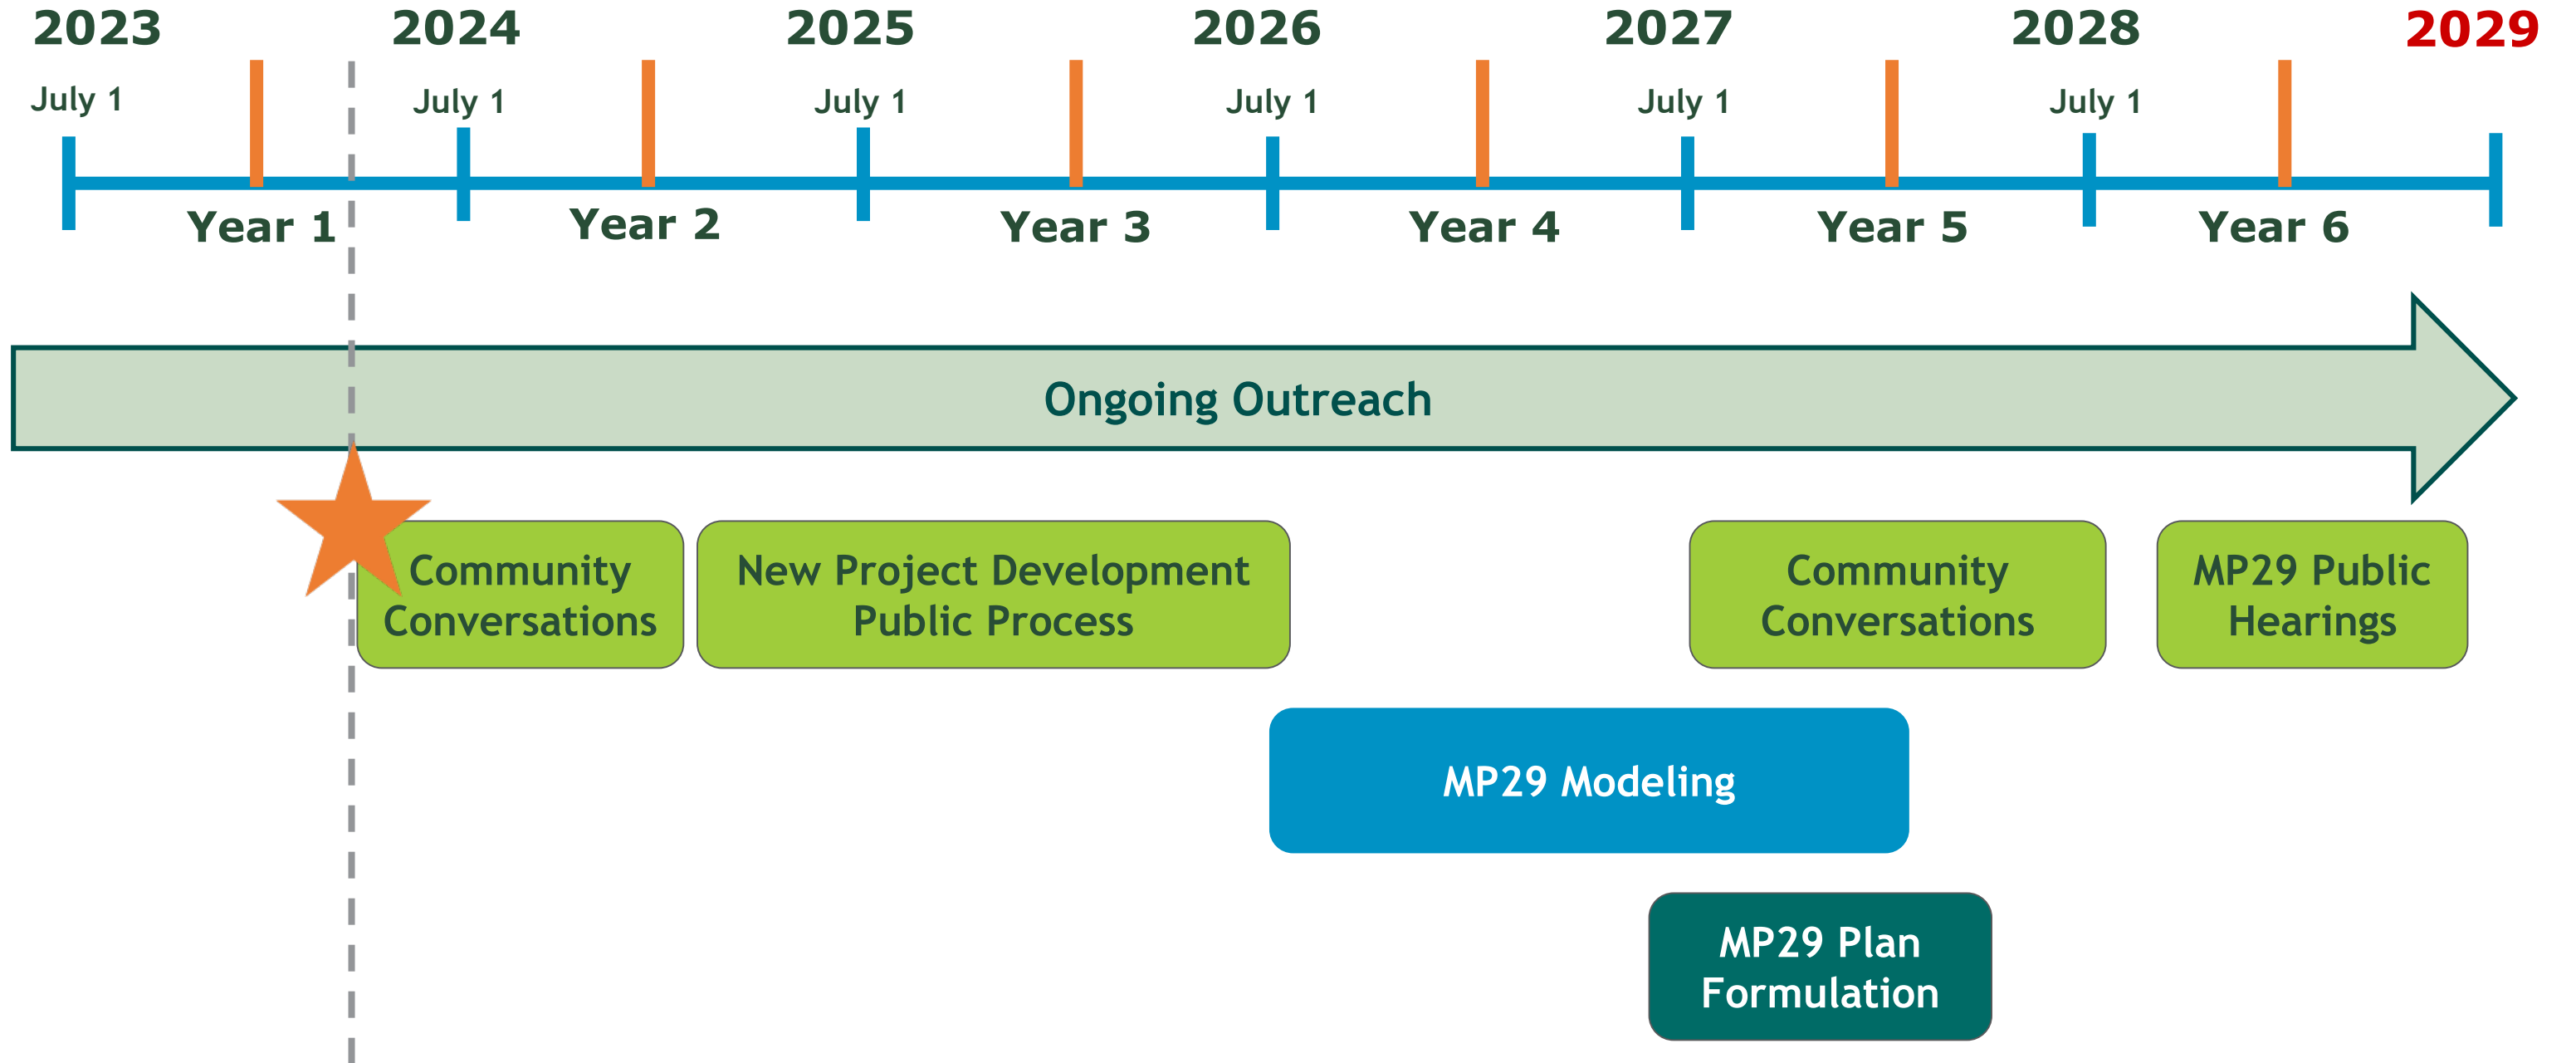 2023 2024 2025 2026 2027 2028 2029
July 1 July 1 July 1 July 1 July 1 July 1
Year 1 Year 2 Year 3 Year 4 Year 5 Year 6
Ongoing Outreach
Community
Conversations
New Project Development
Public Process
Community
Conversations
MP29 Public
Hearings
MP29 Modeling
MP29 Plan
Formulation